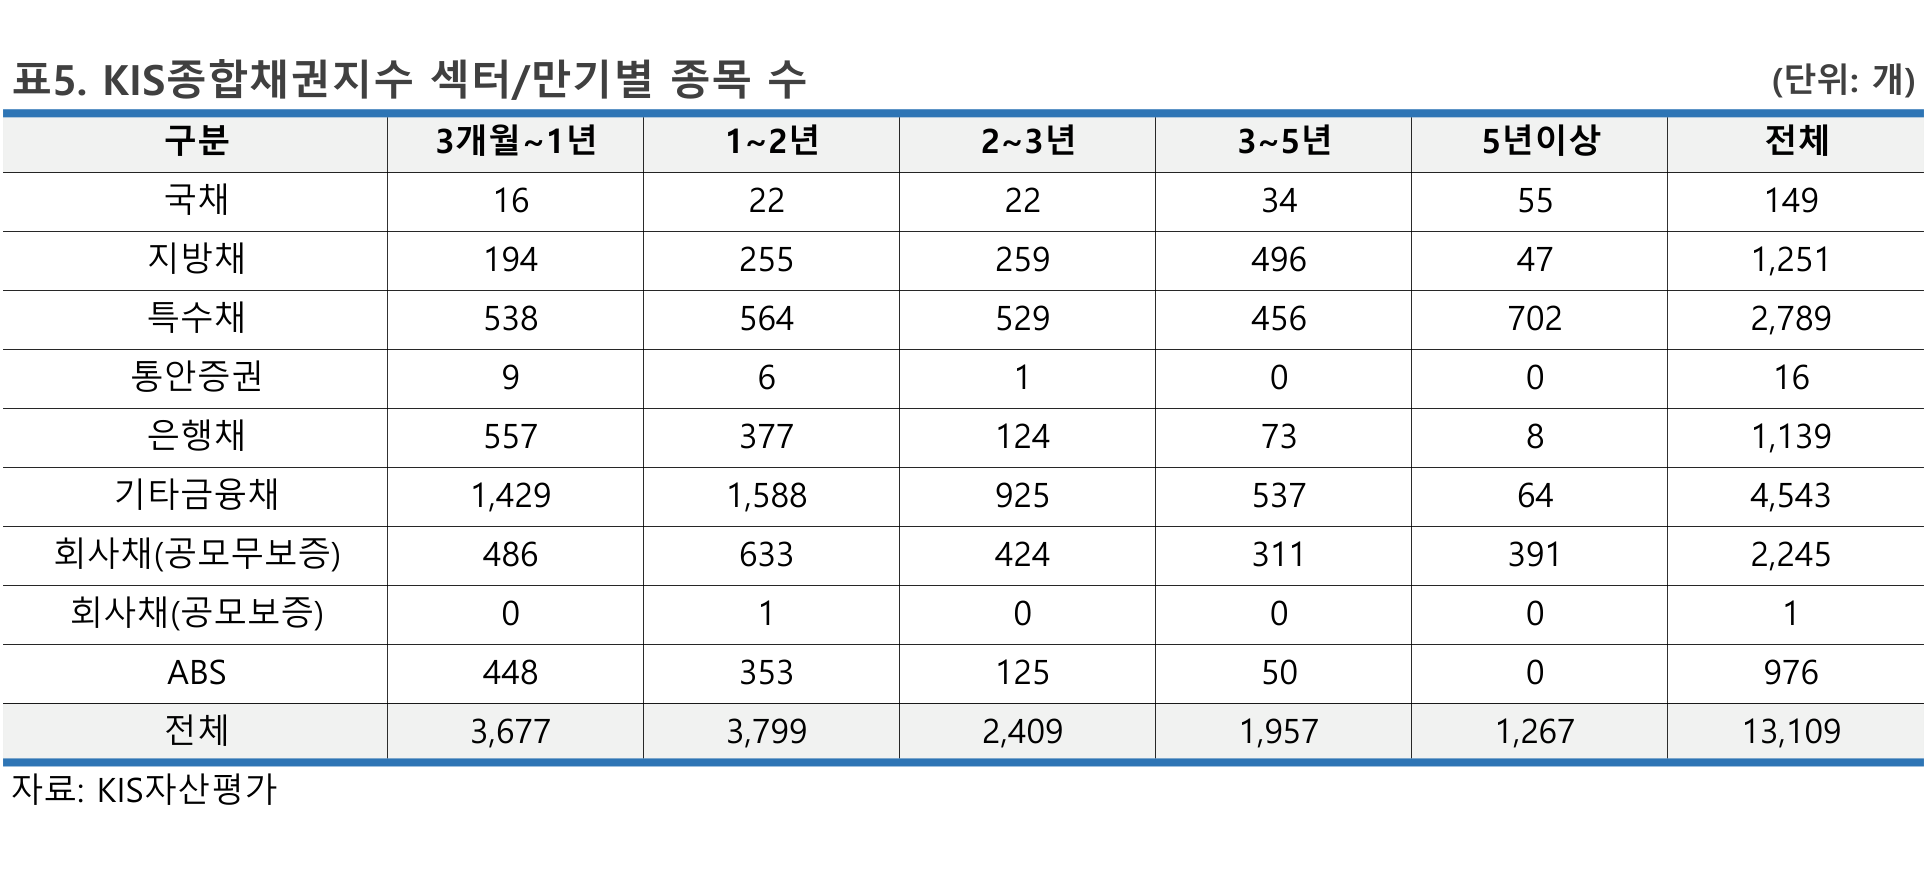 표5. KIS종합채권지수 섹터/만기별 종목 수 (단위: 개)
구분 3개월~1년 1~2년 2~3년 3~5년 5년이상 전체
국채 16 22 22 34 55 149
지방채 194 255 259 496 47 1,251
특수채 538 564 529 456 702 2,789
통안증권 9 6 1 0 0 16
은행채 557 377 124 73 8 1,139
기타금융채 1,429 1,588 925 537 64 4,543
회사채(공모무보증) 486 633 424 311 391 2,245
회사채(공모보증) 0 1 0 0 0 1
ABS 448 353 125 50 0 976
전체 3,677 3,799 2,409 1,957 1,267 13,109
자료: KIS자산평가